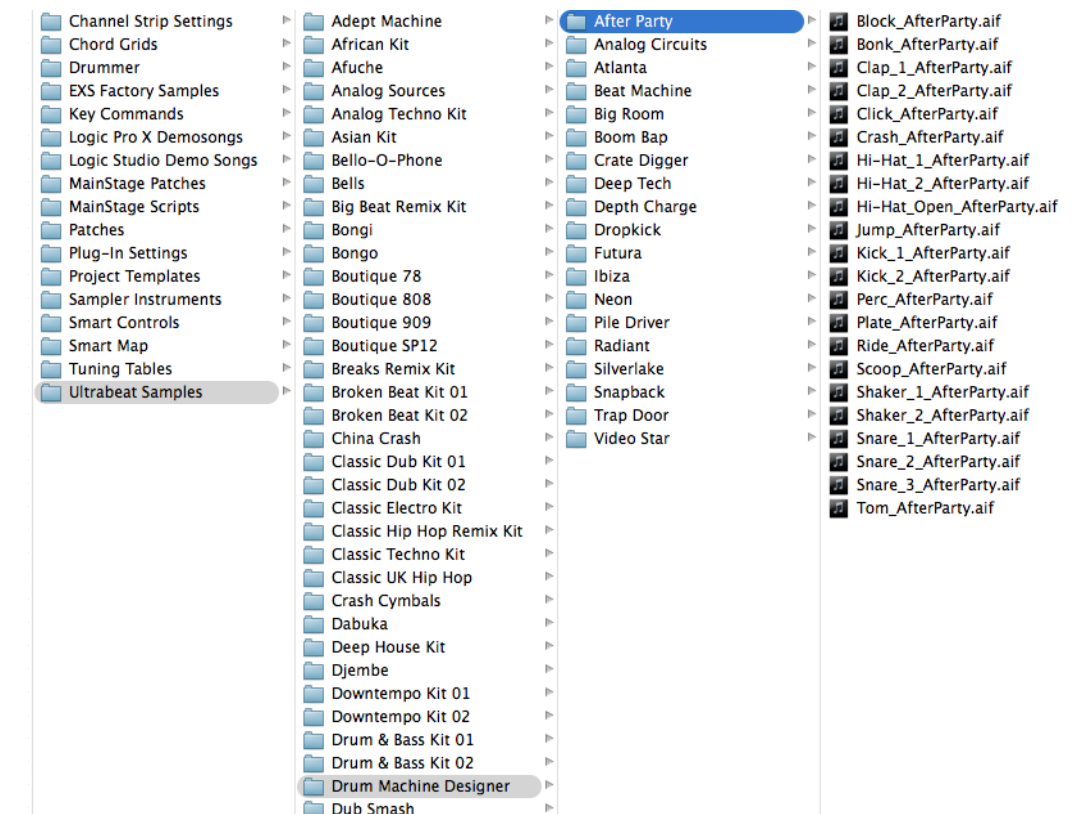 Channel Strip Settings
Chord Grids
Drummer
EXS Factory Samples
Key Commands
Logic Pro X Demosongs
Logic Studio Demo Songs
MainStage Patches
MainStage Scripts
Patches
Plug-In Settings
Project Templates
Sampler Instruments
Smart Controls
Smart Map
Tuning Tables
Ultrabeat Samples
Adept Machine
African Kit
Afuche
Analog Sources
Analog Techno Kit
Asian Kit
Bello-O-Phone
Bells
Big Beat Remix Kit
Bongi
Bongo
Boutique 78
Boutique 808
Boutique 909
Boutique SP12
Breaks Remix Kit
Broken Beat Kit 01
Broken Beat Kit 02
China Crash
Classic Dub Kit 01
Classic Dub Kit 02
Classic Electro Kit
Classic Hip Hop Remix Kit
Classic Techno Kit
Classic UK Hip Hop
Crash Cymbals
Dabuka
Deep House Kit
Djembe
Downtempo Kit 01
Downtempo Kit 02
Drum & Bass Kit 01
Drum & Bass Kit 02
Drum Machine Designer
Dub Smash
After Party
Analog Circuits
Atlanta
Beat Machine
Big Room
Boom Bap
Crate Digger
Deep Tech
Depth Charge
Dropkick
Futura
Ibiza
Neon
Pile Driver
Radiant
Silverlake
Snapback
Trap Door
Video Star
Block_AfterParty.aif
Bonk_AfterParty.aif
Clap_1_AfterParty.aif
Clap_2_AfterParty.aif
Click_AfterParty.aif
Crash_AfterParty.aif
Hi-Hat_1_AfterParty.aif
Hi-Hat_2_AfterParty.aif
Hi-Hat_Open_AfterParty.aif
Jump_AfterParty.aif
Kick_1_AfterParty.aif
Kick_2_AfterParty.aif
Perc_AfterParty.aif
Plate_AfterParty.aif
Ride_AfterParty.aif
Scoop_AfterParty.aif
Shaker_1_AfterParty.aif
Shaker_2_AfterParty.aif
Snare_1_AfterParty.aif
Snare_2_AfterParty.aif
Snare_3_AfterParty.aif
Tom_AfterParty.aif